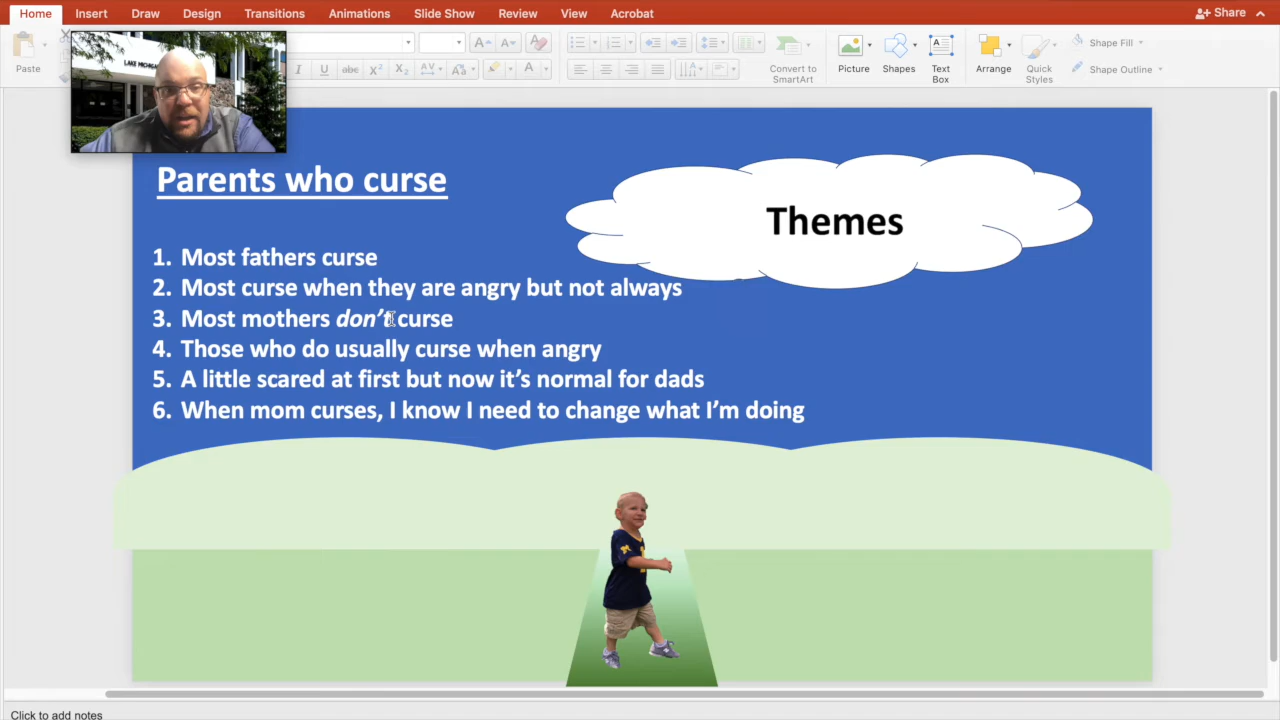 Home Insert Draw Design Transitions Animations Slide Show Review View Acrobat Share
Paste
LAKE MICHIGAN
Convert to
SmartArt
Picture
Shapes
Text
Box
Arrange
Quick
Styles
Shape Fill
Shape Outline
Parents who curse
Themes
1. Most fathers curse
2. Most curse when they are angry but not always
3. Most mothers don't curse
4. Those who do usually curse when angry
5. A little scared at first but now it's normal for dads
6. When mom curses, I know I need to change what I'm doing
Click to add notes